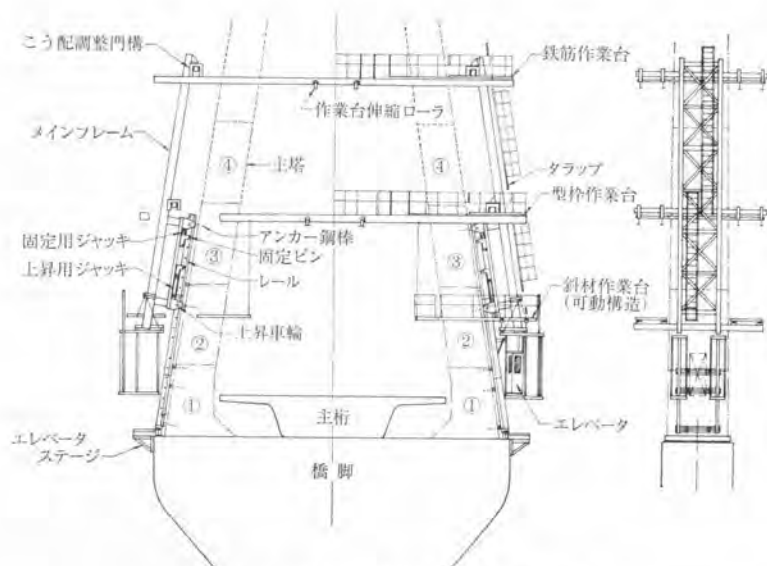 こう配調整門構
鉄筋作業台
作業台伸縮ローラ
メインフレーム
④
主塔
④
タラップ
型枠作業台
固定用ジャッキ
アンカー鋼棒
固定ピン
③
③
上昇用ジャッキ
レール
斜材作業台
(可動構造)
上昇車輪
②
②
①
主桁
①
エレベータ
エレベータ
ステージ
橋脚